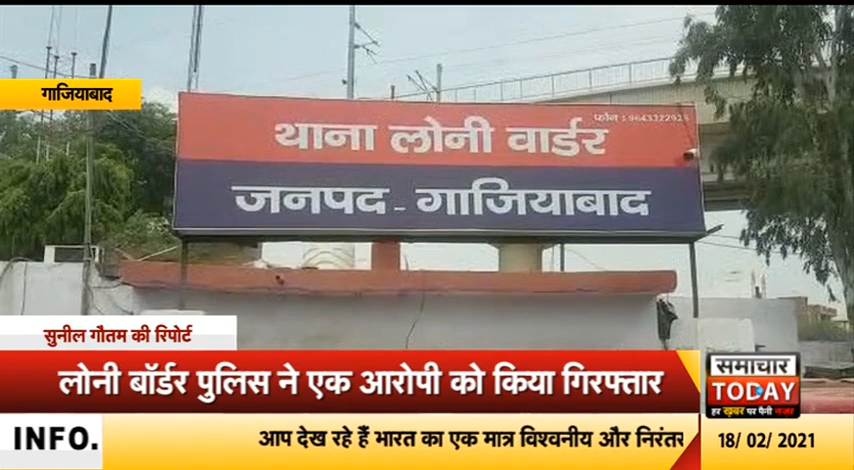 गाजियाबाद
फोन : 9643322925
थाना लोनी वार्डर
जनपद - गाजियाबाद
सुनील गौतम की रिपोर्ट
लोनी बॉर्डर पुलिस ने एक आरोपी को किया गिरफ्तार
समाचार
TODAY
हर खबर पर पैनी नजर
INFO.
आप देख रहे हैं भारत का एक मात्र विश्वनीय और निरंतर
18/ 02/ 2021